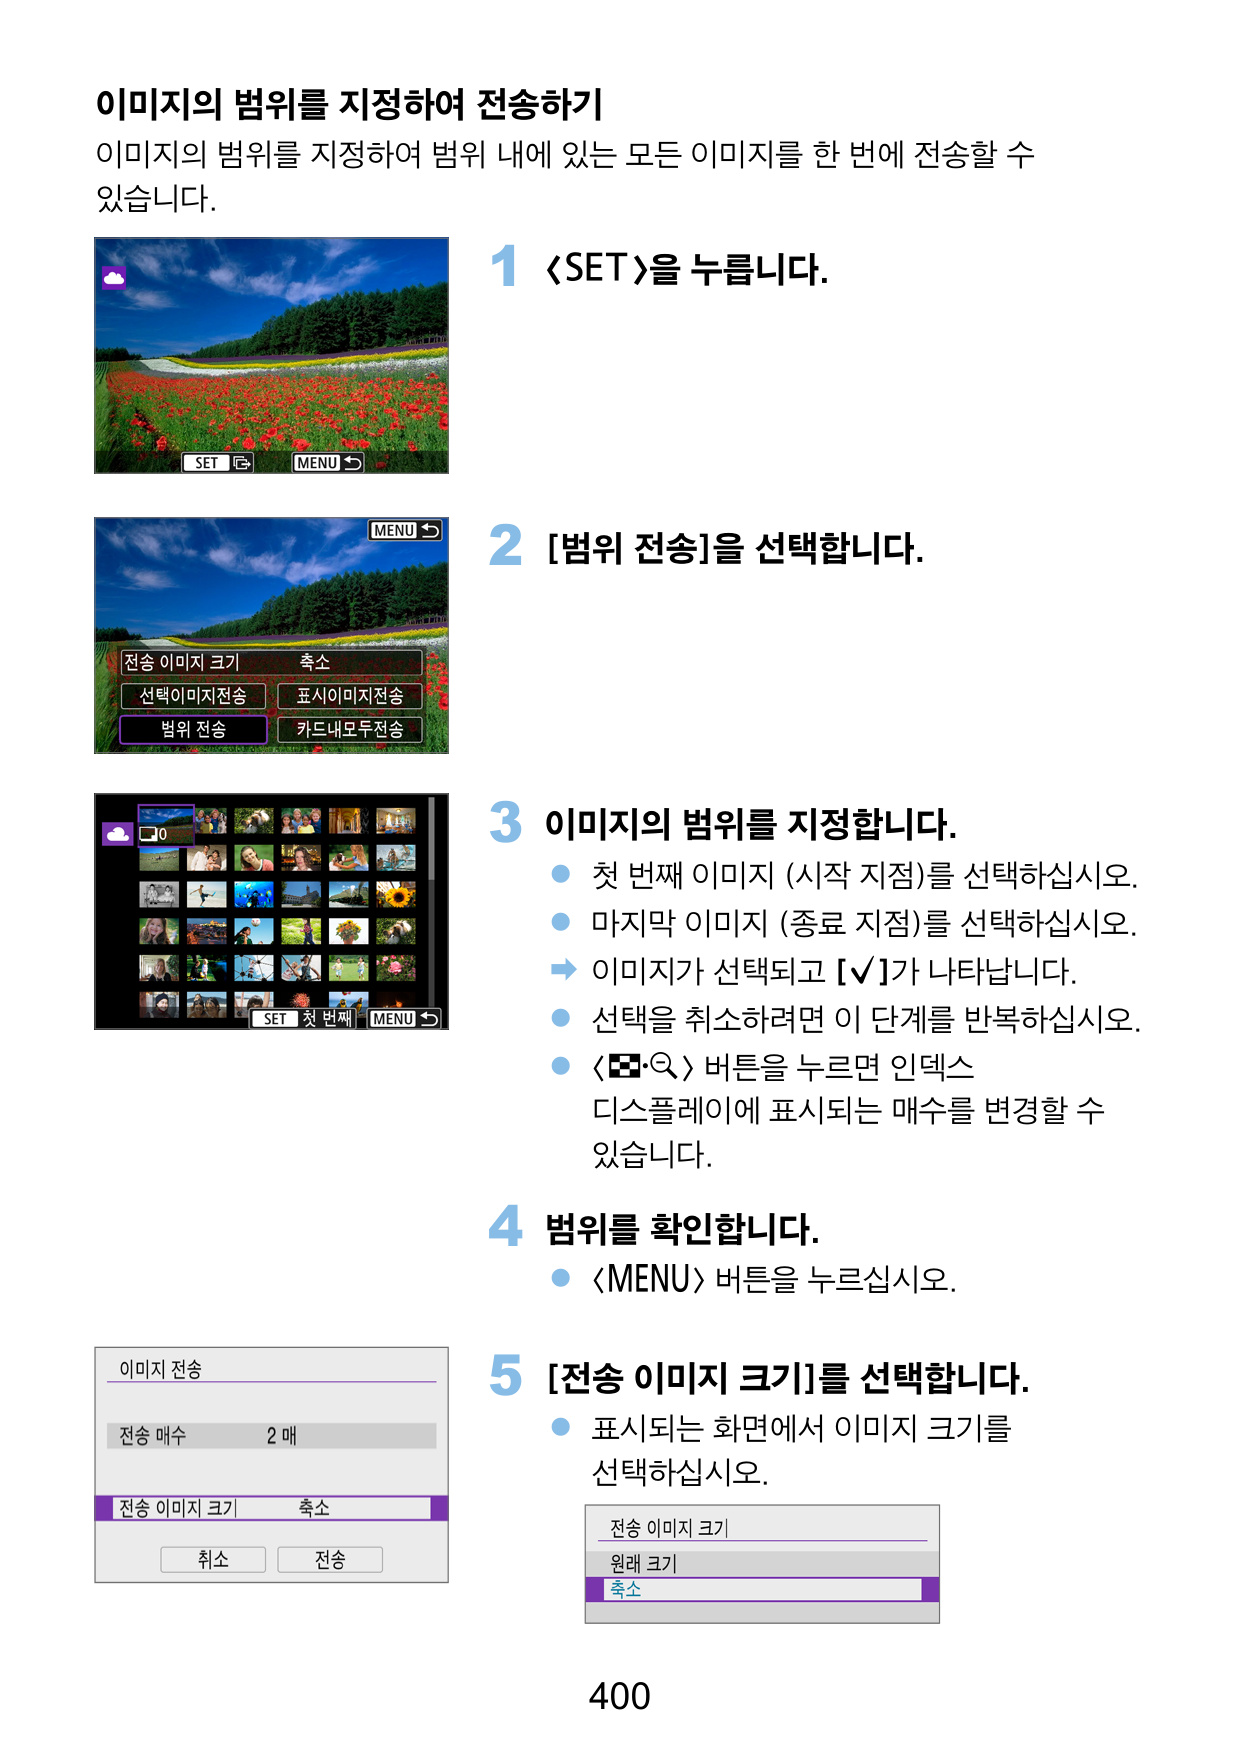 이미지의 범위를 지정하여 전송하기
이미지의 범위를 지정하여 범위 내에 있는 모든 이미지를 한 번에 전송할 수
있습니다.
SET MENU
1 〈SET〉을 누릅니다.
MENU
전송 이미지 크기 축소
선택이미지전송 표시이미지전송
범위 전송 카드내모두전송
2 [범위 전송]을 선택합니다.
0
SET 첫 번째 MENU
3 이미지의 범위를 지정합니다.
● 첫 번째 이미지 (시작 지점)를 선택하십시오.
● 마지막 이미지 (종료 지점)를 선택하십시오.
➡ 이미지가 선택되고 [✓]가 나타납니다.
● 선택을 취소하려면 이 단계를 반복하십시오.
● 〈 〉 버튼을 누르면 인덱스
디스플레이에 표시되는 매수를 변경할 수
있습니다.
4 범위를 확인합니다.
● 〈MENU〉 버튼을 누르십시오.
이미지 전송
전송 매수 2 매
전송 이미지 크기 축소
취소 전송
5 [전송 이미지 크기]를 선택합니다.
● 표시되는 화면에서 이미지 크기를
선택하십시오.
전송 이미지 크기
원래 크기
축소
400